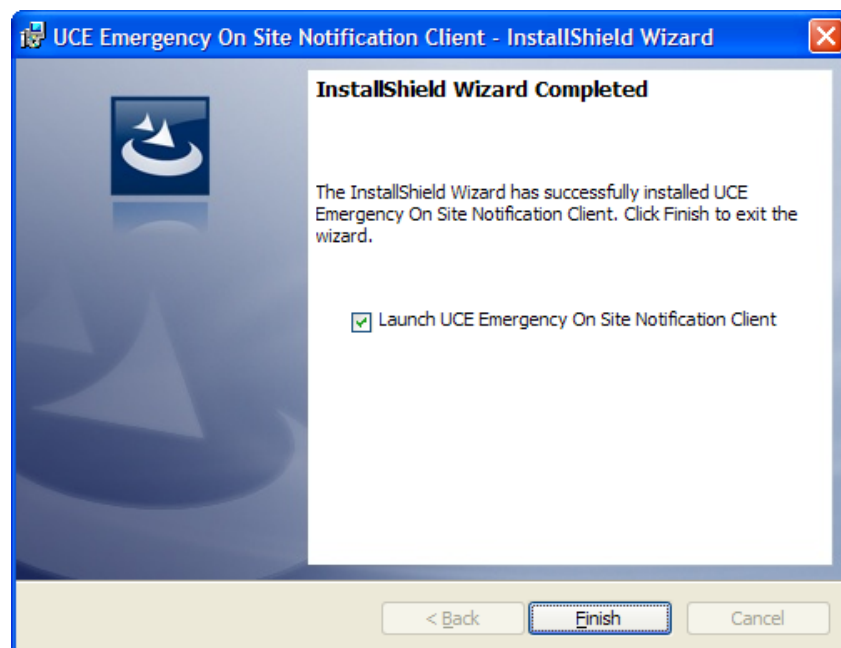 UCE Emergency On Site Notification Client - InstallShield Wizard
InstallShield Wizard Completed
The InstallShield Wizard has successfully installed UCE
Emergency On Site Notification Client. Click Finish to exit the
wizard.
Launch UCE Emergency On Site Notification Client
< Back
Finish
Cancel